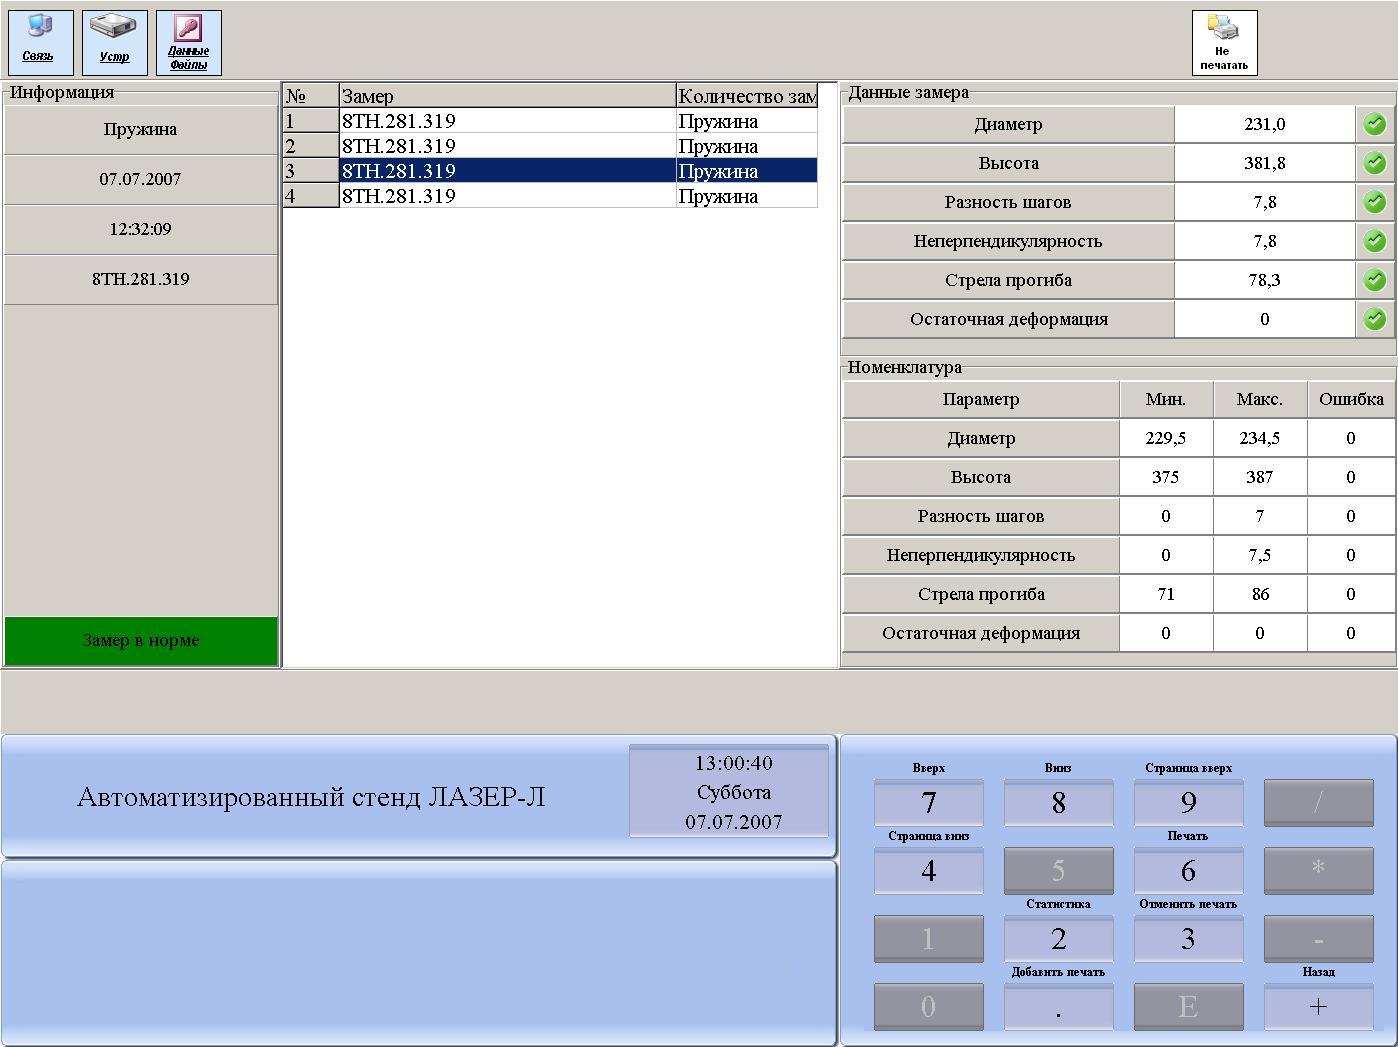 Связь
Устр
Данные
Файлы
Не
печатать
Информация
Пружина
07.07.2007
12:32:09
8ТН.281.319
Замер в норме
№ Замер Количество зам
1 8ТН.281.319 Пружина
2 8ТН.281.319 Пружина
3 8ТН.281.319 Пружина
4 8ТН.281.319 Пружина
Данные замера
Диаметр 231,0
Высота 381,8
Разность шагов 7,8
Неперпендикулярность 7,8
Стрела прогиба 78,3
Остаточная деформация 0
Номенклатура
Параметр Мин. Макс. Ошибка
Диаметр 229,5 234,5 0
Высота 375 387 0
Разность шагов 0 7 0
Неперпендикулярность 0 7,5 0
Стрела прогиба 71 86 0
Остаточная деформация 0 0 0
Автоматизированный стенд ЛАЗЕР-Л
13:00:40
Суббота
07.07.2007
Вверх Вниз Страница вверх
7 8 9 /
Страница вниз Печать
4 5 6 *
Статистика Отменить печать
1 2 3 -
Добавить печать Назад
0 . E +